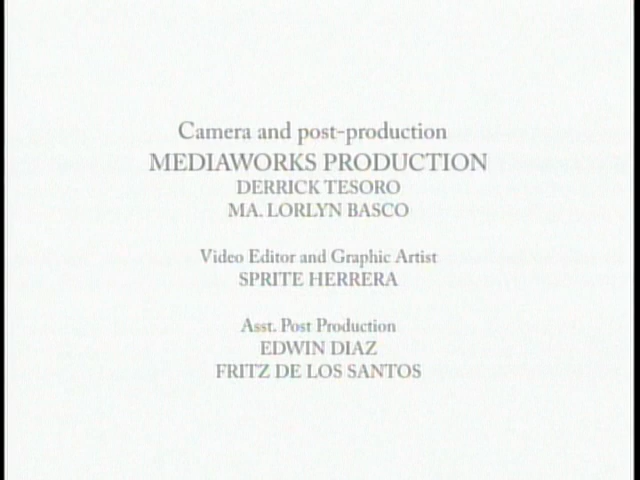 Camera and post-production
MEDIAWORKS PRODUCTION
DERRICK TESORO
MA. LORLYN BASCO
Video Editor and Graphic Artist
SPRITE HERRERA
Asst. Post Production
EDWIN DIAZ
FRITZ DE LOS SANTOS